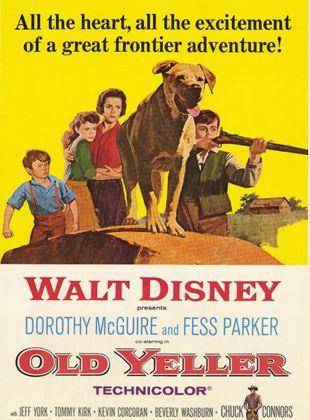 All the heart, all the excitement
of a great frontier adventure!
WALT DISNEY
presents
DOROTHY McGUIRE and FESS PARKER
co-starring in
OLD YELLER
TECHNICOLOR®
with JEFF YORK · TOMMY KIRK · KEVIN CORCORAN · BEVERLY WASHBURN · CHUCK CONNORS